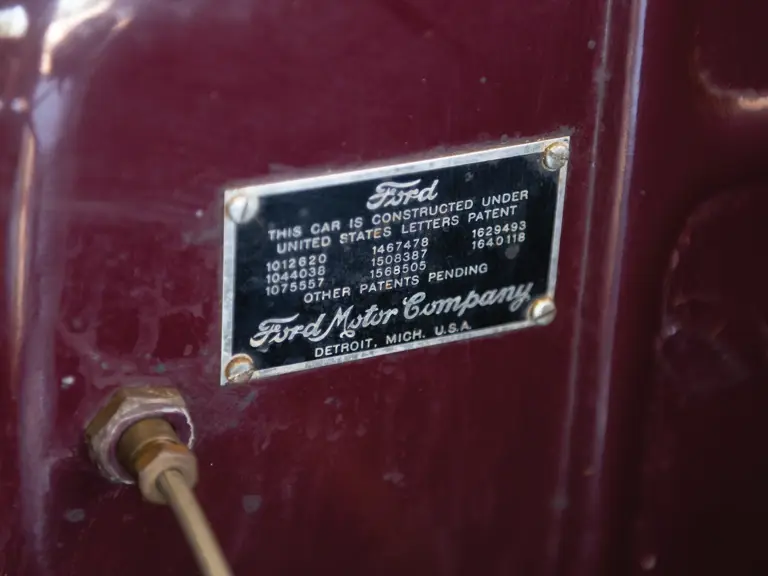 Ford
THIS CAR IS CONSTRUCTED UNDER
UNITED STATES LETTERS PATENT
1012620 1467478 1629493
1044038 1508387 1640118
1075557 1568505
OTHER PATENTS PENDING
Ford Motor Company
DETROIT, MICH. U.S.A.